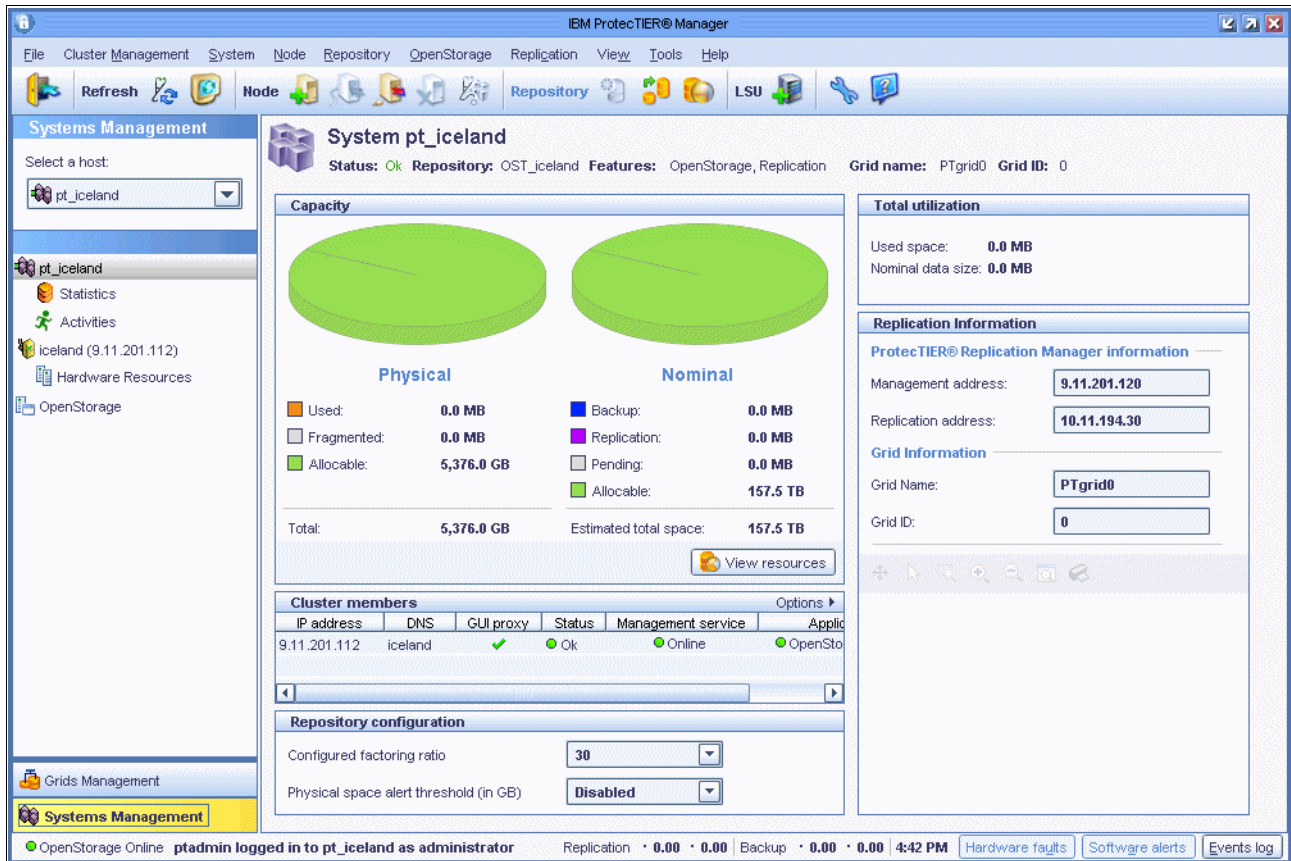 IBM ProtecTIER® Manager
File Cluster Management System Node Repository OpenStorage Replication View Tools Help
Refresh Node Repository LSU
Systems Management
Select a host:
pt_iceland
pt_iceland
Statistics
Activities
iceland (9.11.201.112)
Hardware Resources
OpenStorage
Grids Management
Systems Management
System pt_iceland
Status: Ok Repository: OST_iceland Features: OpenStorage, Replication Grid name: PTgrid0 Grid ID: 0
Capacity
Physical
Used: 0.0 MB
Fragmented: 0.0 MB
Allocable: 5,376.0 GB
Total: 5,376.0 GB
Nominal
Backup: 0.0 MB
Replication: 0.0 MB
Pending: 0.0 MB
Allocable: 157.5 TB
Estimated total space: 157.5 TB
View resources
Cluster members Options
IP address DNS GUI proxy Status Management service Applic
9.11.201.112 iceland Ok Online OpenSto
Repository configuration
Configured factoring ratio 30
Physical space alert threshold (in GB) Disabled
Total utilization
Used space: 0.0 MB
Nominal data size: 0.0 MB
Replication Information
ProtecTIER® Replication Manager information
Management address: 9.11.201.120
Replication address: 10.11.194.30
Grid Information
Grid Name: PTgrid0
Grid ID: 0
OpenStorage Online ptadmin logged in to pt_iceland as administrator Replication · 0.00 · 0.00 Backup · 0.00 · 0.00 4:42 PM Hardware faults Software alerts Events log